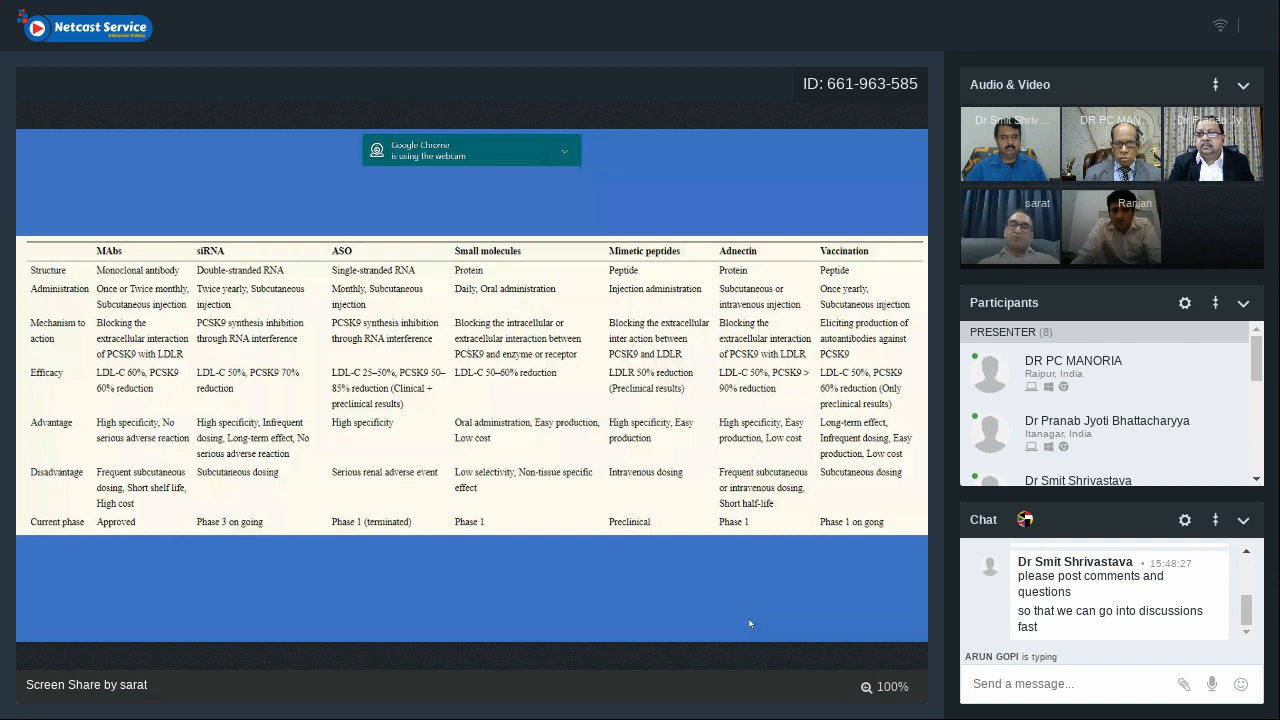 Netcast Service
ID: 661-963-585
Google Chrome
is using the webcam
MAbs siRNA ASO Small molecules Mimetic peptides Adnectin Vaccination
Structure Monoclonal antibody Double-stranded RNA Single-stranded RNA Protein Peptide Protein Peptide
Administration Once or Twice monthly, Twice yearly, Subcutaneous Monthly, Subcutaneous Daily, Oral administration Injection administration Subcutaneous or Once yearly,
Subcutaneous injection injection injection intravenous injection Subcutaneous injection
Mechanism to Blocking the PCSK9 synthesis inhibition PCSK9 synthesis inhibition Blocking the intracellular or Blocking the extracellular Blocking the Eliciting production of
action extracellular interaction through RNA interference through RNA interference extracellular interaction between inter action between extracellular interaction autoantibodies against
of PCSK9 with LDLR PCSK9 and enzyme or receptor PCSK9 and LDLR of PCSK9 with LDLR PCSK9
Efficacy LDL-C 60%, PCSK9 LDL-C 50%, PCSK9 70% LDL-C 25–50%, PCSK9 50– LDL-C 50–60% reduction LDLR 50% reduction LDL-C 50%, PCSK9 > LDL-C 50%, PCSK9
60% reduction reduction 85% reduction (Clinical + (Preclinical results) 90% reduction 60% reduction (Only
preclinical results) preclinical results)
Advantage High specificity, No High specificity, Infrequent High specificity Oral administration, Easy production, High specificity, Easy High specificity, Easy Long-term effect,
serious adverse reaction dosing, Long-term effect, No Low cost production production, Low cost Infrequent dosing, Easy
serious adverse reaction production, Low cost
Disadvantage Frequent subcutaneous Subcutaneous dosing Serious renal adverse event Low selectivity, Non-tissue specific Intravenous dosing Frequent subcutaneous Subcutaneous dosing
dosing, Short shelf life, effect or intravenous dosing,
High cost Short half-life
Current phase Approved Phase 3 on going Phase 1 (terminated) Phase 1 Preclinical Phase 1 Phase 1 on gong
Screen Share by sarat
100%
Audio & Video
Dr Smit Shriv... DR PC MAN... Dr Pranab Jy...
sarat Ranjan
Participants
PRESENTER (8)
DR PC MANORIA
Raipur, India
Dr Pranab Jyoti Bhattacharyya
Itanagar, India
Dr Smit Shrivastava
Chat
Dr Smit Shrivastava • 15:48:27
please post comments and
questions
so that we can go into discussions
fast
ARUN GOPI is typing
Send a message...